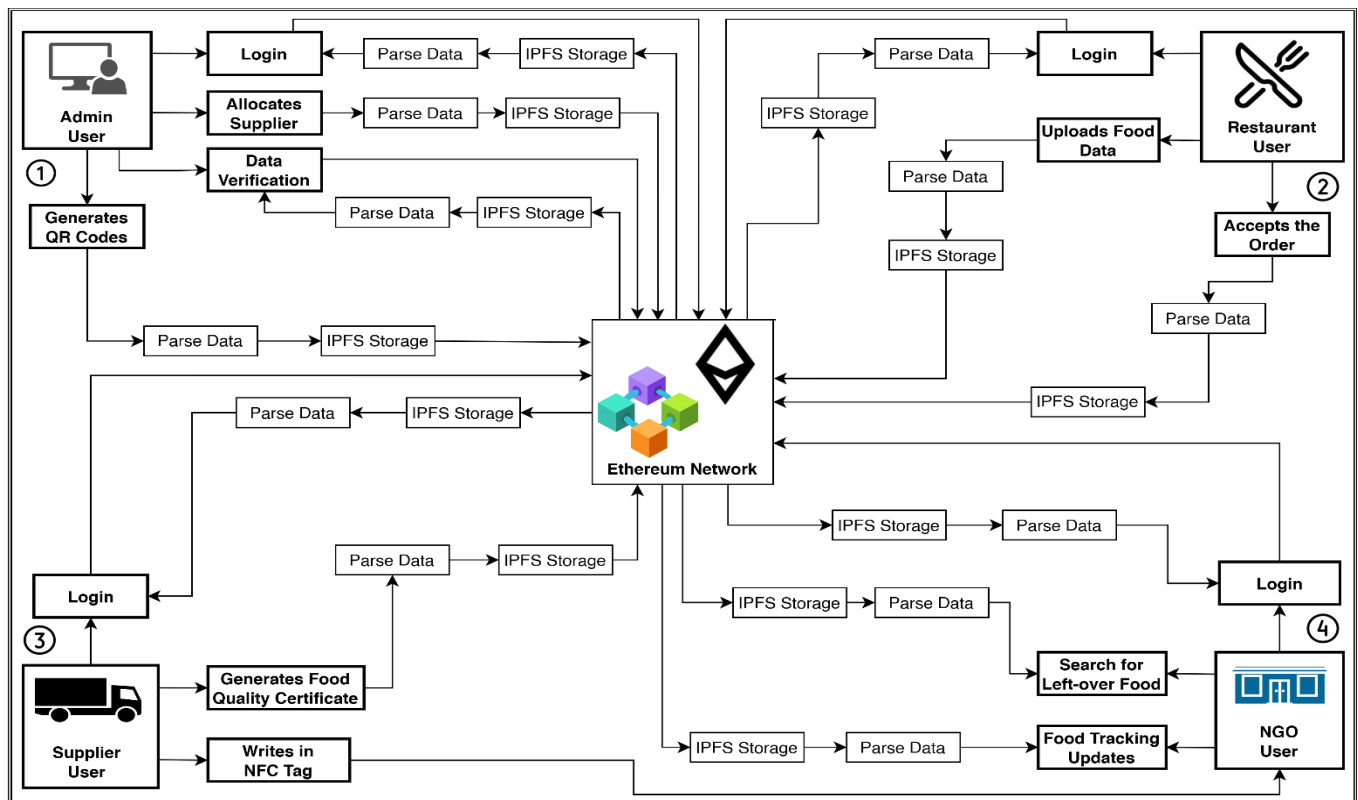 Login
Parse Data
IPFS Storage
Parse Data
Login
Admin
User
Allocates
Supplier
Parse Data
IPFS Storage
IPFS Storage
Uploads Food
Data
Restaurant
User
1
Data
Verification
Parse Data
2
Generates
QR Codes
Parse Data
IPFS Storage
Accepts the
Order
IPFS Storage
Parse Data
Parse Data
IPFS Storage
Parse Data
IPFS Storage
IPFS Storage
Ethereum Network
IPFS Storage
Parse Data
Parse Data
IPFS Storage
Login
Login
IPFS Storage
Parse Data
3
4
Supplier
User
Generates Food
Quality Certificate
Search for
Left-over Food
NGO
User
Writes in
NFC Tag
IPFS Storage
Parse Data
Food Tracking
Updates